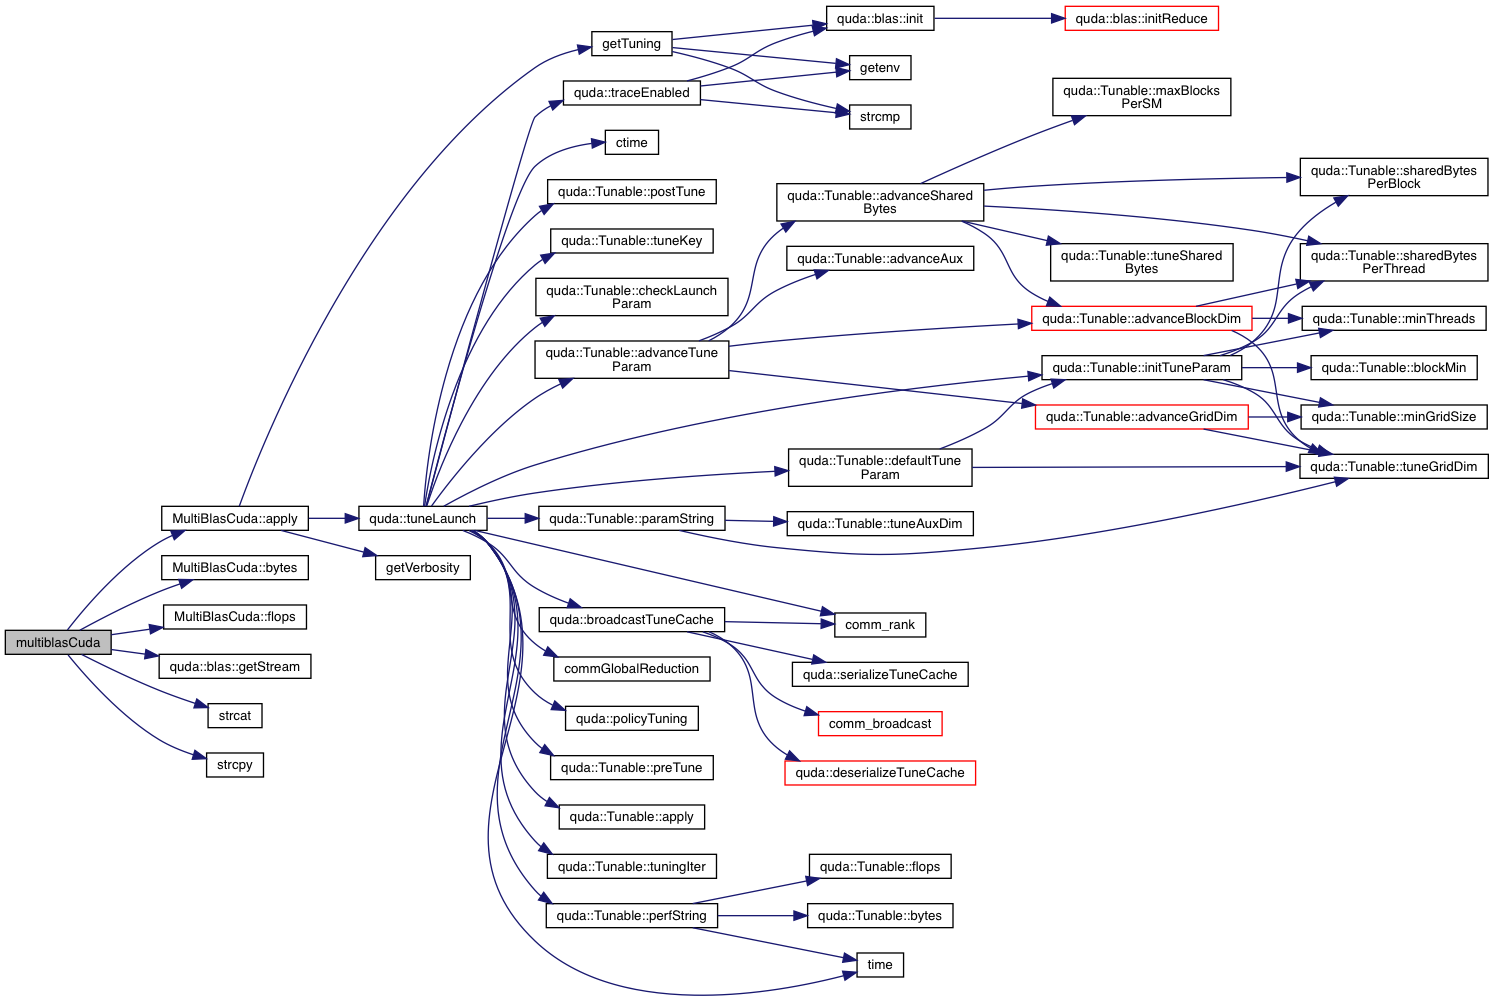 quda::blas::init
quda::blas::initReduce
getTuning
getenv
quda::traceEnabled
strcmp
quda::Tunable::maxBlocks
PerSM
ctime
quda::Tunable::sharedBytes
PerBlock
quda::Tunable::postTune
quda::Tunable::advanceShared
Bytes
quda::Tunable::tuneKey
quda::Tunable::advanceAux
quda::Tunable::tuneShared
Bytes
quda::Tunable::sharedBytes
PerThread
quda::Tunable::checkLaunch
Param
quda::Tunable::advanceBlockDim
quda::Tunable::minThreads
quda::Tunable::advanceTune
Param
quda::Tunable::initTuneParam
quda::Tunable::blockMin
quda::Tunable::advanceGridDim
quda::Tunable::minGridSize
quda::Tunable::defaultTune
Param
quda::Tunable::tuneGridDim
MultiBlasCuda::apply
quda::tuneLaunch
quda::Tunable::paramString
quda::Tunable::tuneAuxDim
MultiBlasCuda::bytes
getVerbosity
MultiBlasCuda::flops
quda::broadcastTuneCache
comm_rank
multiblasCuda
quda::blas::getStream
commGlobalReduction
quda::serializeTuneCache
strcat
quda::policyTuning
comm_broadcast
strcpy
quda::Tunable::preTune
quda::deserializeTuneCache
quda::Tunable::apply
quda::Tunable::tuningIter
quda::Tunable::flops
quda::Tunable::perfString
quda::Tunable::bytes
time